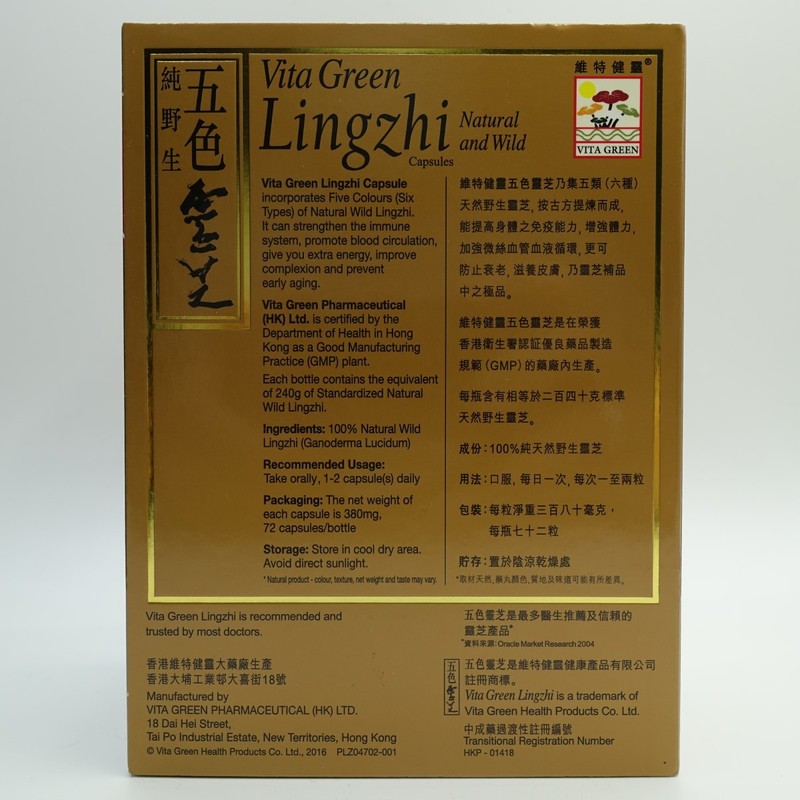 純野生
五色靈芝
Vita Green
Lingzhi
Capsules
Natural
and Wild
維特健靈®
VITA GREEN
Vita Green Lingzhi Capsule
incorporates Five Colours (Six
Types) of Natural Wild Lingzhi.
It can strengthen the immune
system, promote blood circulation,
give you extra energy, improve
complexion and prevent
early aging.
Vita Green Pharmaceutical
(HK) Ltd. is certified by the
Department of Health in Hong
Kong as a Good Manufacturing
Practice (GMP) plant.
Each bottle contains the equivalent
of 240g of Standardized Natural
Wild Lingzhi.
Ingredients: 100% Natural Wild
Lingzhi (Ganoderma Lucidum)
Recommended Usage:
Take orally, 1-2 capsule(s) daily
Packaging: The net weight of
each capsule is 380mg,
72 capsules/bottle
Storage: Store in cool dry area.
Avoid direct sunlight.
* Natural product - colour, texture, net weight and taste may vary.
維特健靈五色靈芝乃集五類(六種)
天然野生靈芝, 按古方提煉而成,
能提高身體之免疫能力, 增強體力,
加強微絲血管血液循環, 更可
防止衰老, 滋養皮膚, 乃靈芝補品
中之極品。
維特健靈五色靈芝是在榮獲
香港衛生署認証優良藥品製造
規範(GMP)的藥廠內生產。
每瓶含有相等於二百四十克標準
天然野生靈芝。
成份:100%純天然野生靈芝
用法:口服, 每日一次, 每次一至兩粒
包裝:每粒淨重三百八十毫克,
每瓶七十二粒
貯存:置於陰涼乾燥處
*取材天然, 藥丸顏色, 質地及味道可能有所差異。
Vita Green Lingzhi is recommended and
trusted by most doctors.
五色靈芝是最多醫生推薦及信賴的
靈芝產品*
*資料來源: Oracle Market Research 2004
香港維特健靈大藥廠生產
香港大埔工業邨大喜街18號
Manufactured by
VITA GREEN PHARMACEUTICAL (HK) LTD.
18 Dai Hei Street,
Tai Po Industrial Estate, New Territories, Hong Kong
© Vita Green Health Products Co. Ltd., 2016 PLZ04702-001
五色靈芝
五色靈芝是維特健靈健康產品有限公司
註冊商標。
Vita Green Lingzhi is a trademark of
Vita Green Health Products Co. Ltd.
中成藥過渡性註冊編號
Transitional Registration Number
HKP - 01418